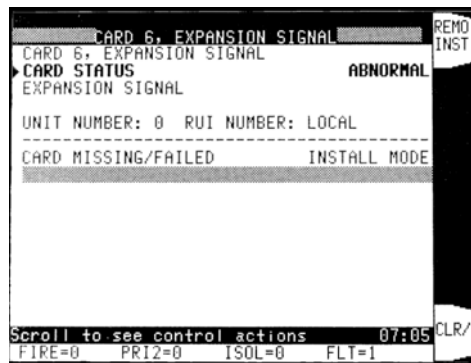 CARD 6, EXPANSION SIGNAL
CARD 6, EXPANSION SIGNAL
CARD STATUS ABNORMAL
EXPANSION SIGNAL
UNIT NUMBER: 0 RUI NUMBER: LOCAL
CARD MISSING/FAILED INSTALL MODE
Scroll to see control actions 07:05
FIRE=0 PRI2=0 ISOL=0 FLT=1
REMO
INST
CLR/